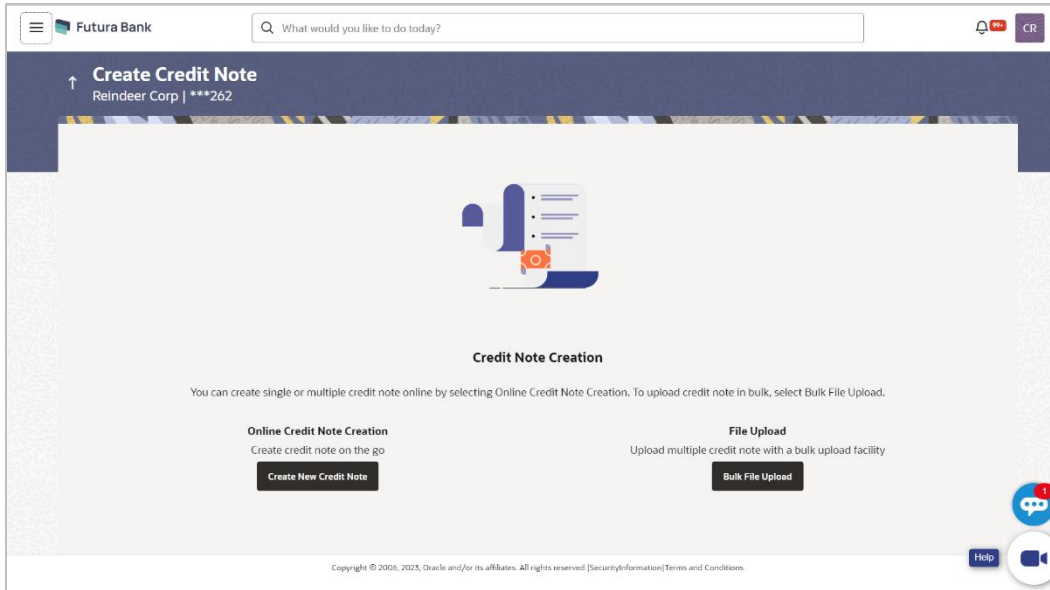 Futura Bank
What would you like to do today?
99+
CR
Create Credit Note
Reindeer Corp | ***262
Credit Note Creation
You can create single or multiple credit note online by selecting Online Credit Note Creation. To upload credit note in bulk, select Bulk File Upload.
Online Credit Note Creation
Create credit note on the go
Create New Credit Note
File Upload
Upload multiple credit note with a bulk upload facility
Bulk File Upload
1
Help
Copyright © 2006, 2023, Oracle and/or its affiliates. All rights reserved.|SecurityInformation|Terms and Conditions